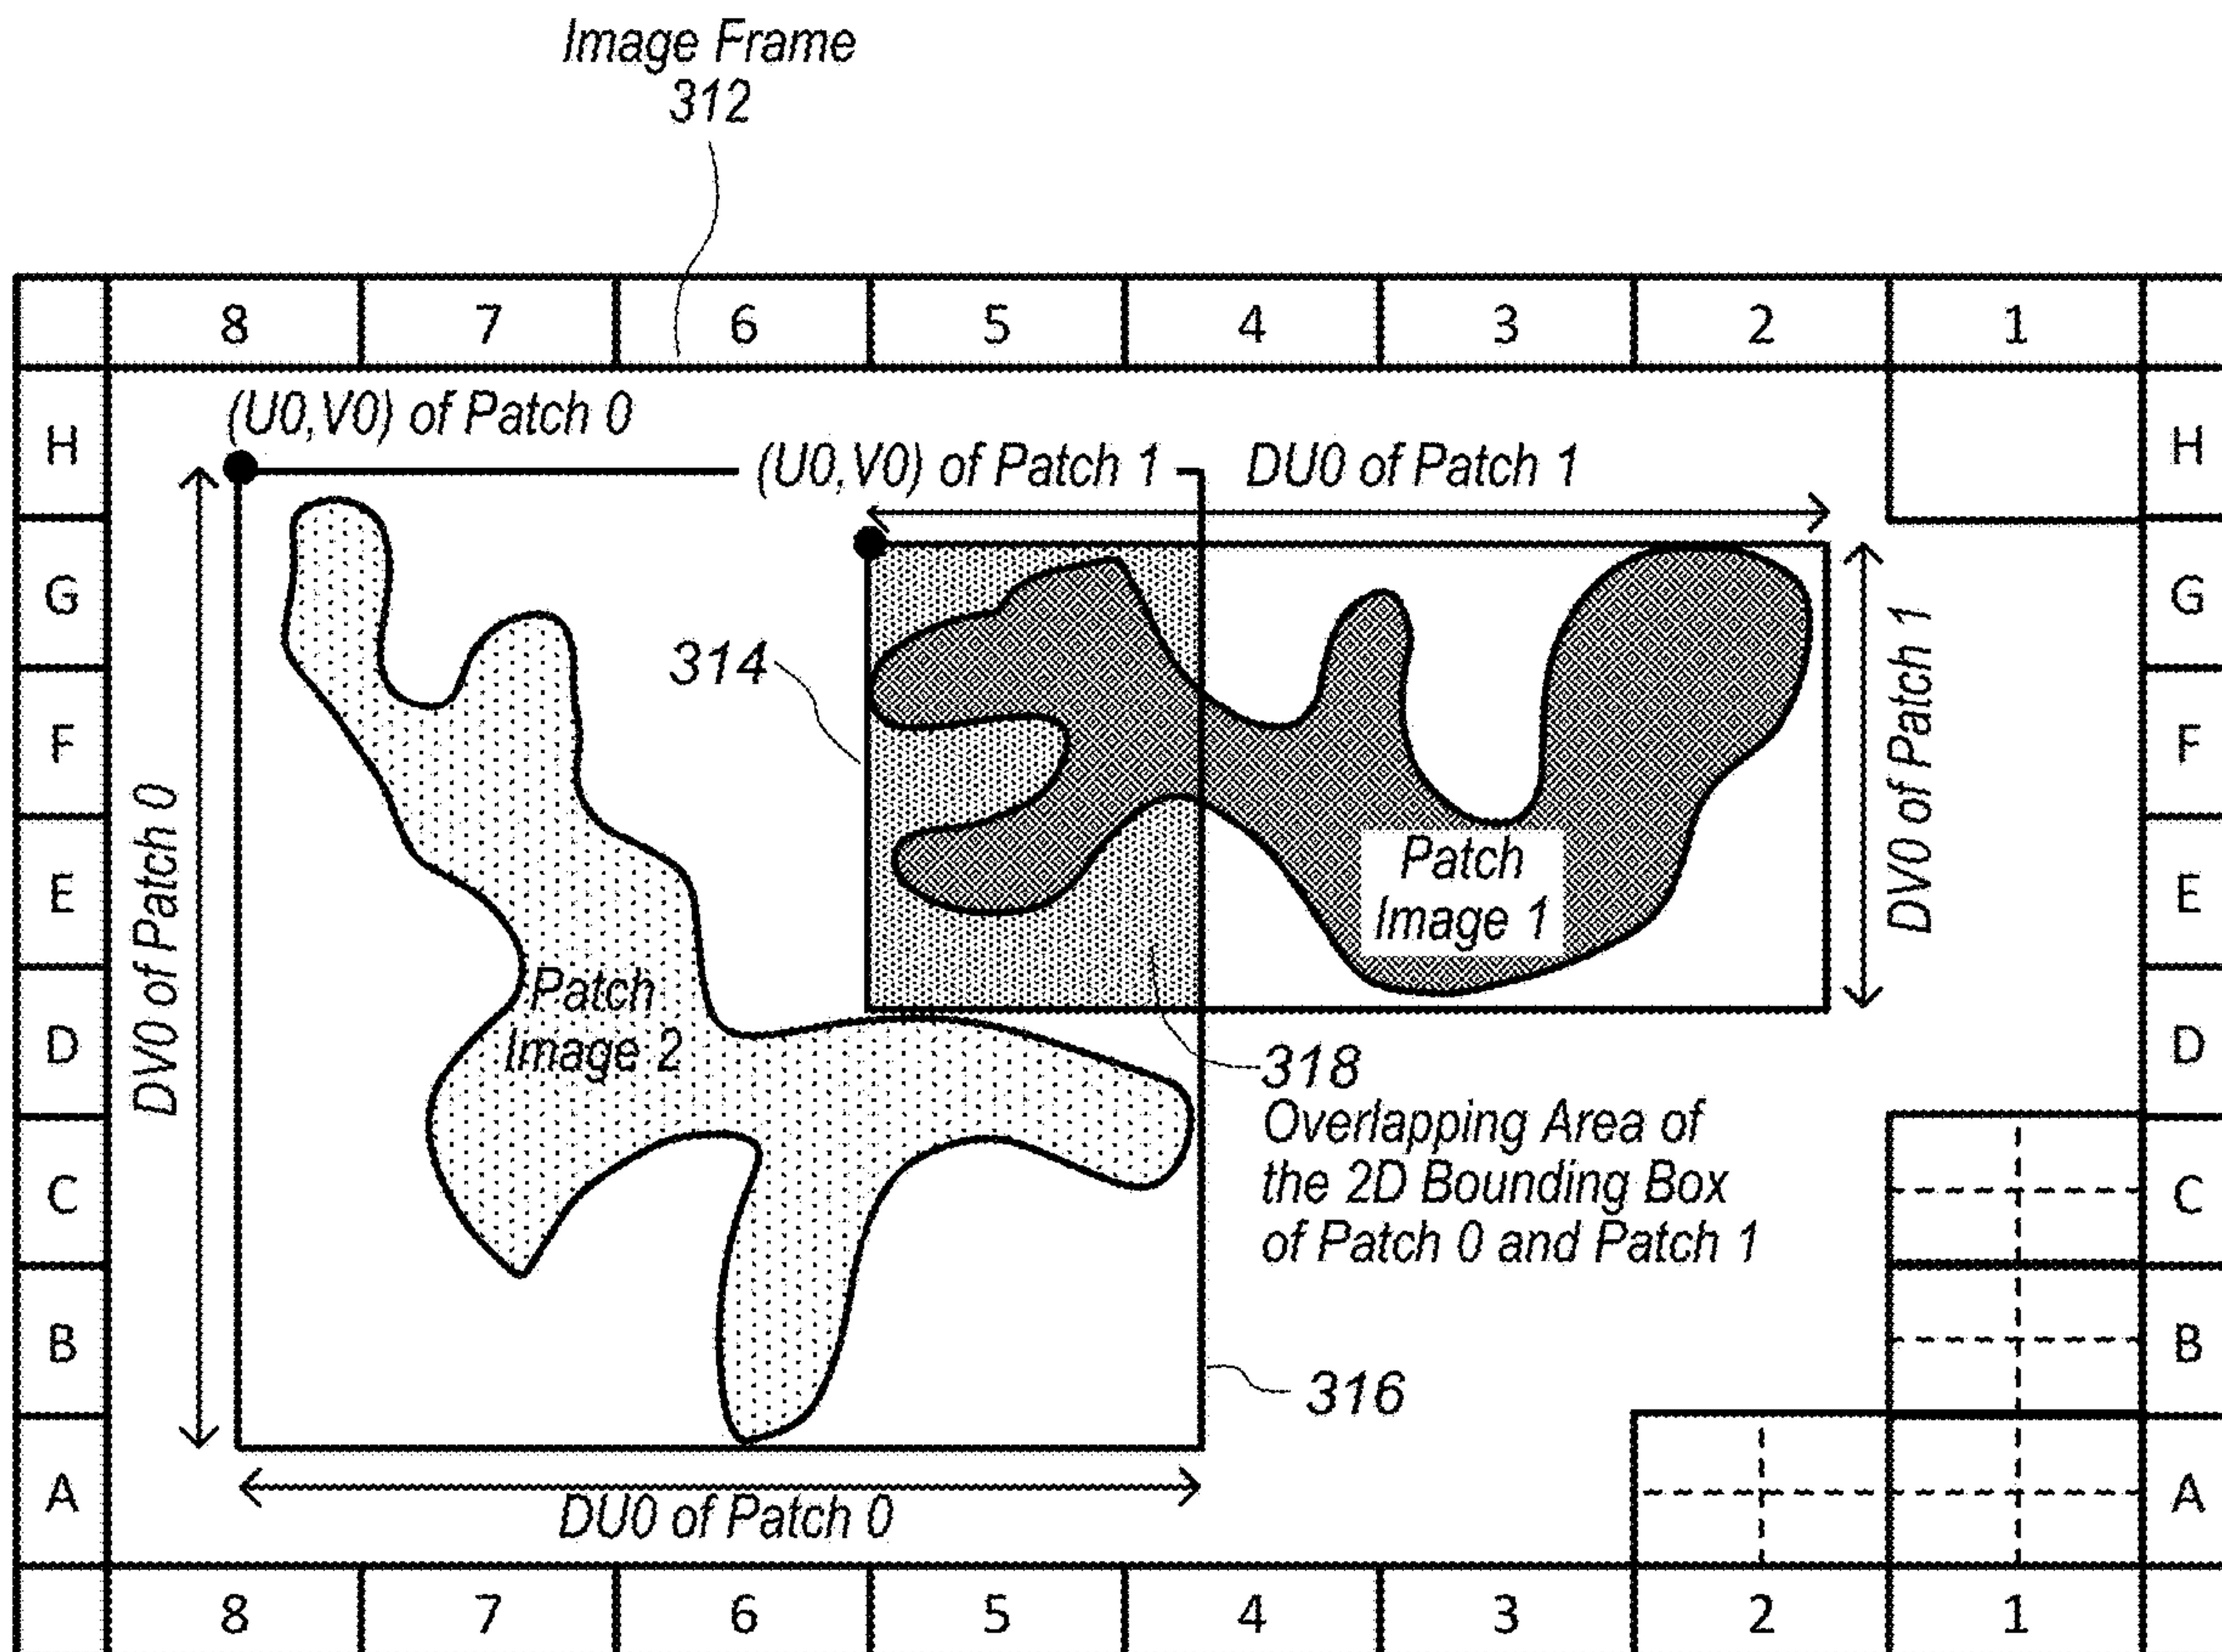 Image Frame
312
8 7 6 5 4 3 2 1
H H
(U0,V0) of Patch 0
(U0,V0) of Patch 1 DU0 of Patch 1
G G
DV0 of Patch 1
314
F F
DV0 of Patch 0
E E
Patch
Image 1
Patch
Image 2
D D
318
Overlapping Area of
the 2D Bounding Box
of Patch 0 and Patch 1
C C
B B
316
A A
DU0 of Patch 0
8 7 6 5 4 3 2 1